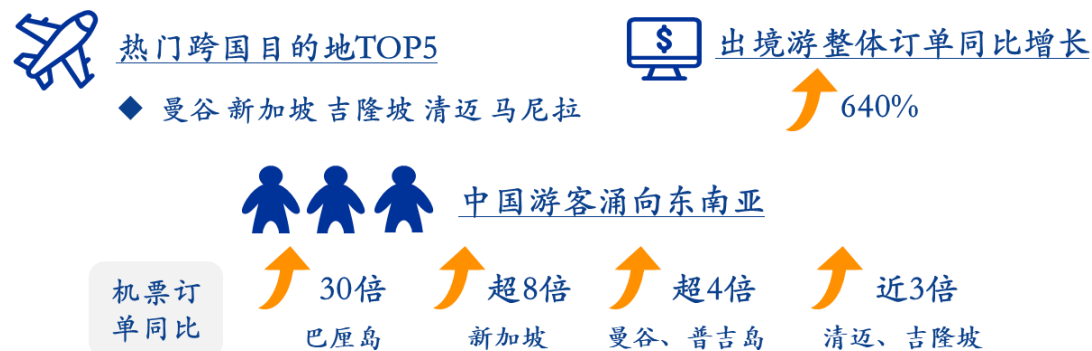 热门跨国目的地TOP5
出境游整体订单同比增长
$
◆ 曼谷 新加坡 吉隆坡 清迈 马尼拉
640%
中国游客涌向东南亚
机票订
单同比
30倍
超8倍
超4倍
近3倍
巴厘岛
新加坡
曼谷、普吉岛
清迈、吉隆坡